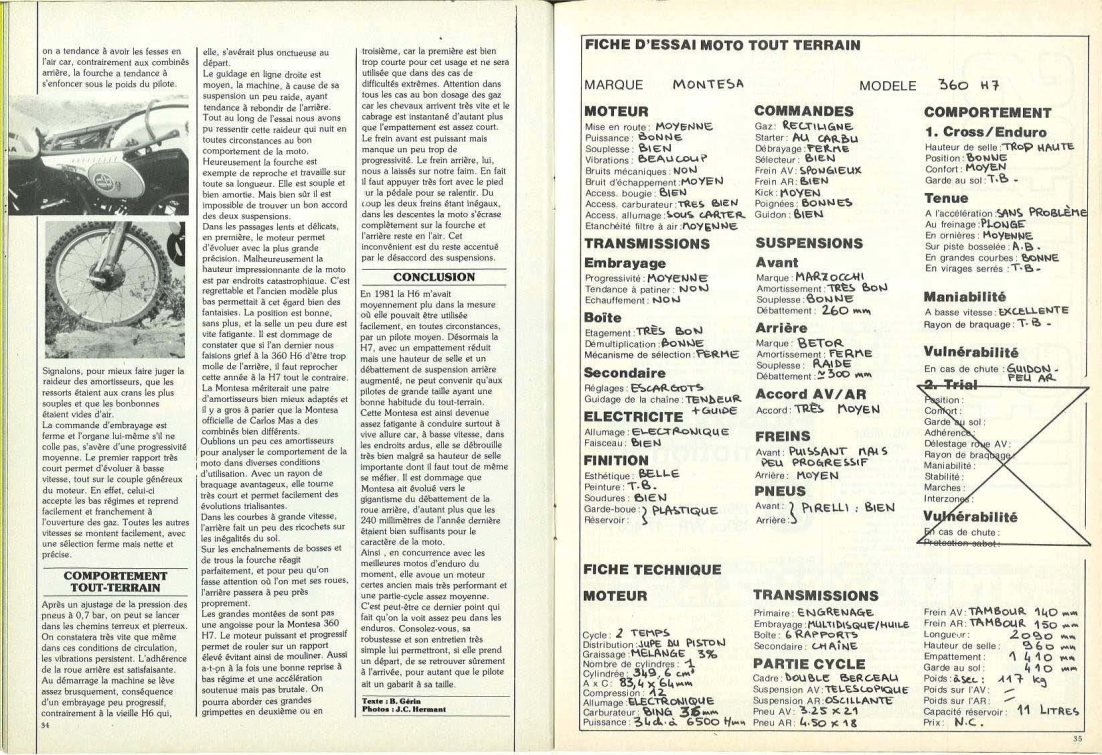 on a tendance à avoir les fesses en
l'air car, contrairement aux combinés
arrière, la fourche a tendance à
s'enfoncer sous le poids du pilote.
Signalons, pour mieux faire juger la
raideur des amortisseurs, que les
ressorts étaient aux crans les plus
souples et que les bonbonnes
étaient vides d'air.
La commande d'embrayage est
ferme et l'organe lui-même s'il ne
colle pas, s'avère d'une progressivité
moyenne. Le premier rapport très
court permet d'évoluer à basse
vitesse, tout sur le couple généreux
du moteur. En effet, celui-ci
accepte les bas régimes et reprend
facilement et franchement à
l'ouverture des gaz. Toutes les autres
vitesses se montent facilement, avec
une sélection ferme mais nette et
précise.
COMPORTEMENT
TOUT-TERRAIN
Après un ajustage de la pression des
pneus à 0,7 bar, on peut se lancer
dans les chemins terreux et pierreux.
On constatera très vite que même
dans ces conditions de circulation,
les vibrations persistent. L'adhérence
de la roue arrière est satisfaisante.
Au démarrage la machine se lève
assez brusquement, conséquence
d'un embrayage peu progressif,
contrairement à la vieille H6 qui,
34
elle, s'avérait plus onctueuse au
départ.
Le guidage en ligne droite est
moyen, la machine, à cause de sa
suspension un peu raide, ayant
tendance à rebondir de l'arrière.
Tout au long de l'essai nous avons
pu ressentir cette raideur qui nuit en
toutes circonstances au bon
comportement de la moto.
Heureusement la fourche est
exempte de reproche et travaille sur
toute sa longueur. Elle est souple et
bien amortie. Mais bien sûr il est
impossible de trouver un bon accord
des deux suspensions.
Dans les passages lents et délicats,
en première, le moteur permet
d'évoluer avec la plus grande
précision. Malheureusement la
hauteur impressionnante de la moto
est par endroits catastrophique. C'est
regrettable et l'ancien modèle plus
bas permettait à cet égard bien des
fantaisies. La position est bonne,
sans plus, et la selle un peu dure est
vite fatigante. Il est dommage de
constater que si l'an dernier nous
faisions grief à la 360 H6 d'être trop
molle de l'arrière, il faut reprocher
cette année à la H7 tout le contraire.
La Montesa mériterait une paire
d'amortisseurs bien mieux adaptés et
il y a gros à parier que la Montesa
officielle de Carlos Mas a des
combinés bien différents.
Oublions un peu ces amortisseurs
pour analyser le comportement de la
moto dans diverses conditions
d'utilisation. Avec un rayon de
braquage avantageux, elle tourne
très court et permet facilement des
évolutions trialisantes.
Dans les courbes à grande vitesse,
l'arrière fait un peu des ricochets sur
les inégalités du sol.
Sur les enchaînements de bosses et
de trous la fourche réagit
parfaitement, et pour peu qu'on
fasse attention où l'on met ses roues,
l'arrière passera à peu près
proprement.
Les grandes montées de sont pas
une angoisse pour la Montesa 360
H7. Le moteur puissant et progressif
permet de rouler sur un rapport
élevé évitant ainsi de mouliner. Aussi
a-t-on à la fois une bonne reprise à
bas régime et une accélération
soutenue mais pas brutale. On
pourra aborder ces grandes
grimpettes en deuxième ou en
troisième, car la première est bien
trop courte pour cet usage et ne sera
utilisée que dans des cas de
difficultés extrêmes. Attention dans
tous les cas au bon dosage des gaz
car les chevaux arrivent très vite et le
cabrage est instantané d'autant plus
que l'empattement est assez court.
Le frein avant est puissant mais
manque un peu trop de
progressivité. Le frein arrière, lui,
nous a laissés sur notre faim. En fait
il faut appuyer très fort avec le pied
sur la pédale pour se ralentir. Du
coup les deux freins étant inégaux,
dans les descentes la moto s'écrase
complètement sur la fourche et
l'arrière reste en l'air. Cet
inconvénient est du reste accentué
par le désaccord des suspensions.
CONCLUSION
En 1981 la H6 m'avait
moyennement plu dans la mesure
où elle pouvait être utilisée
facilement, en toutes circonstances,
par un pilote moyen. Désormais la
H7, avec un empattement réduit
mais une hauteur de selle et un
débattement de suspension arrière
augmenté, ne peut convenir qu'aux
pilotes de grande taille ayant une
bonne habitude du tout-terrain.
Cette Montesa est ainsi devenue
assez fatigante à conduire surtout à
vive allure car, à basse vitesse, dans
les endroits ardus, elle se débrouille
très bien malgré sa hauteur de selle
importante dont il faut tout de même
se méfier. Il est dommage que
Montesa ait évolué vers le
gigantisme du débattement de la
roue arrière, d'autant plus que les
240 millimètres de l'année dernière
étaient bien suffisants pour le
caractère de la moto.
Ainsi , en concurrence avec les
meilleures motos d'enduro du
moment, elle avoue un moteur
certes ancien mais très performant et
une partie-cycle assez moyenne.
C'est peut-être ce dernier point qui
fait qu'on la voit assez peu dans les
enduros. Consolez-vous, sa
robustesse et son entretien très
simple lui permettront, si elle prend
un départ, de se retrouver sûrement
à l'arrivée, pour autant que le pilote
ait un gabarit à sa taille.
Texte : B. Gérin
Photos : J.C. Hermant
FICHE D'ESSAI MOTO TOUT TERRAIN
MARQUE MONTESA MODELE 360 H7
MOTEUR
Mise en route: MOYENNE
Puissance: BONNE
Souplesse: BIEN
Vibrations: BEAUCOUP
Bruits mécaniques: NON
Bruit d'échappement: MOYEN
Access. bougie: BIEN
Access. carburateur: TRES BIEN
Access. allumage: SOUS CARTER
Etanchéité filtre à air: MOYENNE
TRANSMISSIONS
Embrayage
Progressivité: MOYENNE
Tendance à patiner: NON
Echauffement: NON
Boîte
Etagement: TRÈS BON
Démultiplication: BONNE
Mécanisme de sélection: FERME
Secondaire
Réglages: ESCARGOTS
Guidage de la chaîne: TENDEUR
+ GUIDE
ELECTRICITE
Allumage: ELECTRONIQUE
Faisceau: BIEN
FINITION
Esthétique: BELLE
Peinture: T.B.
Soudures: BIEN
Garde-boue: } PLASTIQUE
Réservoir: }
COMMANDES
Gaz: RECTILIGNE
Starter: AU CARBU
Débrayage: FERME
Sélecteur: BIEN
Frein AV: SPONGIEUX
Frein AR: BIEN
Kick: MOYEN
Poignées: BONNES
Guidon: BIEN
SUSPENSIONS
Avant
Marque: MARZOCCHI
Amortissement: TRÈS BON
Souplesse: BONNE
Débattement: 260 mm
Arrière
Marque: BETOR
Amortissement: FERME
Souplesse: RAIDE
Débattement: ≃ 300 mm
Accord AV/AR
Accord: TRÈS MOYEN
FREINS
Avant: PUISSANT MAIS
PEU PROGRESSIF
Arrière: MOYEN
PNEUS
Avant: } PIRELLI : BIEN
Arrière: }
COMPORTEMENT
1. Cross/Enduro
Hauteur de selle: TROP HAUTE
Position: BONNE
Confort: MOYEN
Garde au sol: T.B -
Tenue
A l'accélération: SANS PROBLÈME
Au freinage: PLONGE
En ornières: MOYENNE
Sur piste bosselée: A.B -
En grandes courbes: BONNE
En virages serrés: T.B -
Maniabilité
A basse vitesse: EXCELLENTE
Rayon de braquage: T.B -
Vulnérabilité
En cas de chute: GUIDON -
FEU AR
2. Trial
Position:
Confort:
Garde au sol:
Adhérence:
Délestage roue AV:
Rayon de braquage:
Maniabilité:
Stabilité:
Marches:
Interzones:
Vulnérabilité
En cas de chute:
Protection sabot:
FICHE TECHNIQUE
MOTEUR
Cycle: 2 TEMPS
Distribution: JUPE DU PISTON
Graissage: MELANGE 3%
Nombre de cylindres: 1
Cylindrée: 349,6 cm³
A x C: 83,4 x 64 mm
Compression: 12
Allumage: ELECTRONIQUE
Carburateur: BING 36 mm
Puissance: 34 ch. à 6500 t/mn
TRANSMISSIONS
Primaire: ENGRENAGE
Embrayage: MULTIDISQUE/HUILE
Boîte: 6 RAPPORTS
Secondaire: CHAÎNE
PARTIE CYCLE
Cadre: DOUBLE BERCEAU
Suspension AV: TELESCOPIQUE
Suspension AR: OSCILLANTE
Pneu AV: 3.25 x 21
Pneu AR: 4.50 x 18
Frein AV: TAMBOUR 140 mm
Frein AR: TAMBOUR 150 mm
Longueur: 2090 mm
Hauteur de selle: 960 mm
Empattement: 1 410 mm
Garde au sol: 410 mm
Poids: à sec: 117 kg
Poids sur l'AV: —
Poids sur l'AR: —
Capacité réservoir: 11 LITRES
Prix: N.C.
35